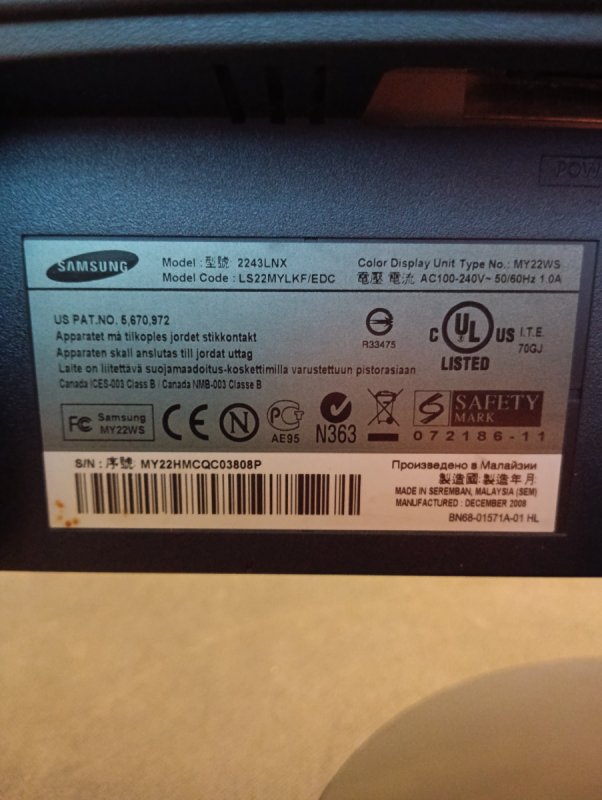 POW
SAMSUNG
Model : 型號 2243LNX
Color Display Unit Type No.: MY22WS
Model Code : LS22MYLKF/EDC
電壓 電流 AC100-240V~ 50/60Hz 1.0A
US PAT.NO. 5,670,972
Apparatet må tilkoples jordet stikkontakt
Apparaten skall anslutas till jordat uttag
Laite on liitettävä suojamaadoitus-koskettimilla varustettuun pistorasiaan
Canada ICES-003 Class B / Canada NMB-003 Classe B
R33475
C UL US
LISTED
I.T.E.
70GJ
FC Samsung
MY22WS
CE
N
AE95
N363
S SAFETY
MARK
072186-11
S/N : 序號 MY22HMCQC03808P
Произведено в Малайзии
製造國:製造年月
MADE IN SEREMBAN, MALAYSIA (SEM)
MANUFACTURED : DECEMBER 2008
BN68-01571A-01 HL